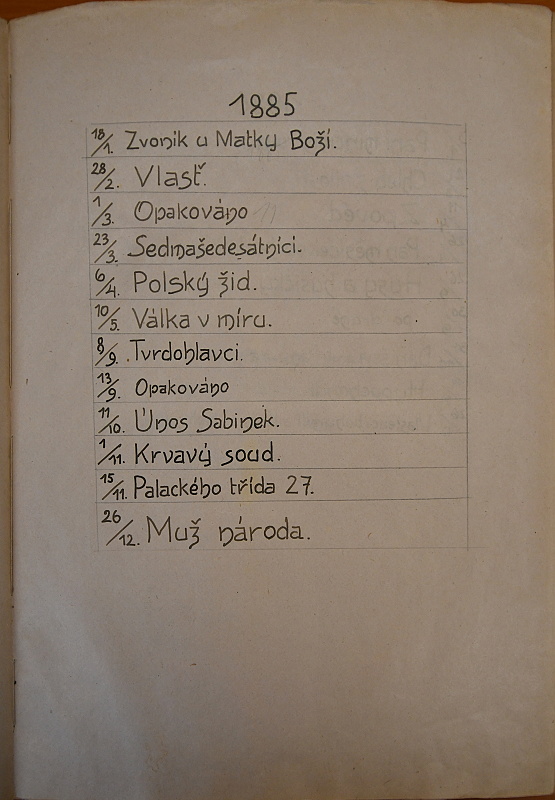 1885
18/1. Zvonik u Matky Boží.
28/2. Vlasť.
1/3. Opakováno
23/3. Sedmašedesátníci.
6/4. Polský žid.
10/5. Válka v míru.
8/9. Tvrdohlavci.
13/9. Opakováno
11/10. Únos Sabinek.
1/11. Krvavý soud.
15/11. Palackého třída 27.
26/12. Muž národa.